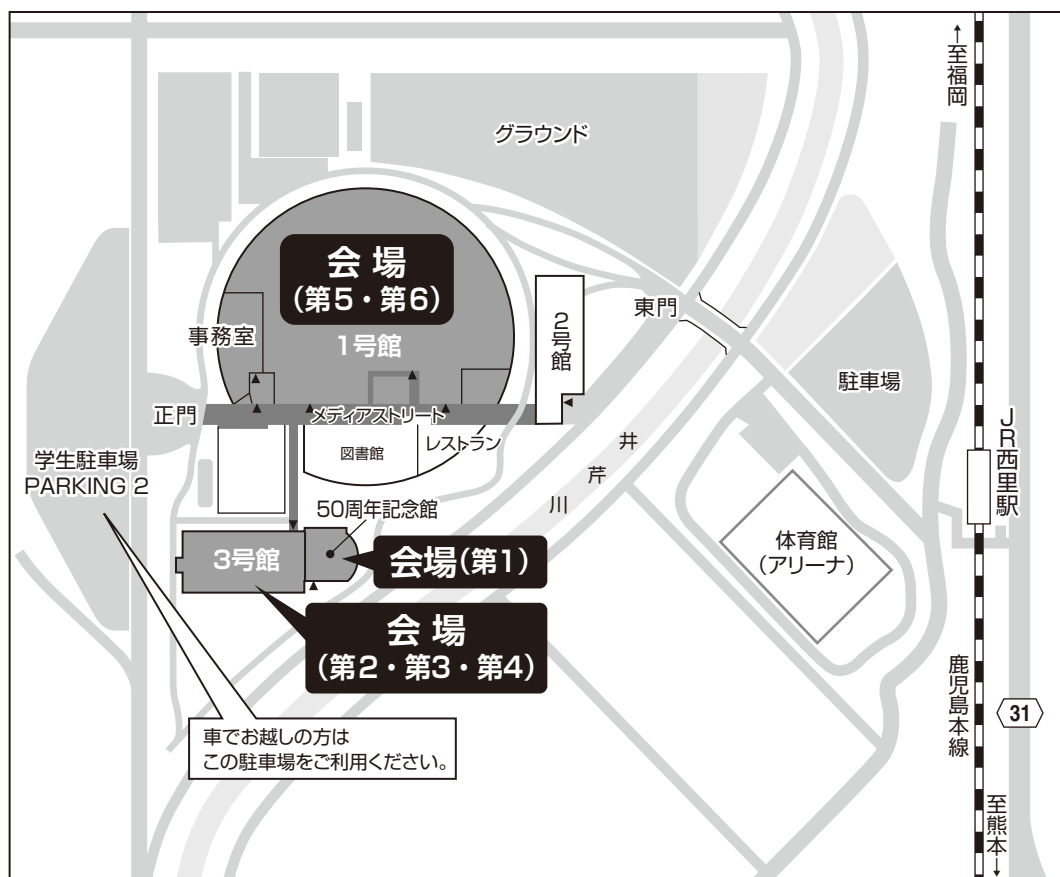 ↑至福岡
グラウンド
会場
(第5・第6)
1号館
事務室
2号館
東門
駐車場
正門
メディアストリート
図書館
レストラン
学生駐車場
PARKING 2
50周年記念館
井芹川
JR西里駅
3号館
会場(第1)
体育館
(アリーナ)
会場
(第2・第3・第4)
鹿児島本線
31
車でお越しの方は
この駐車場をご利用ください。
至熊本→